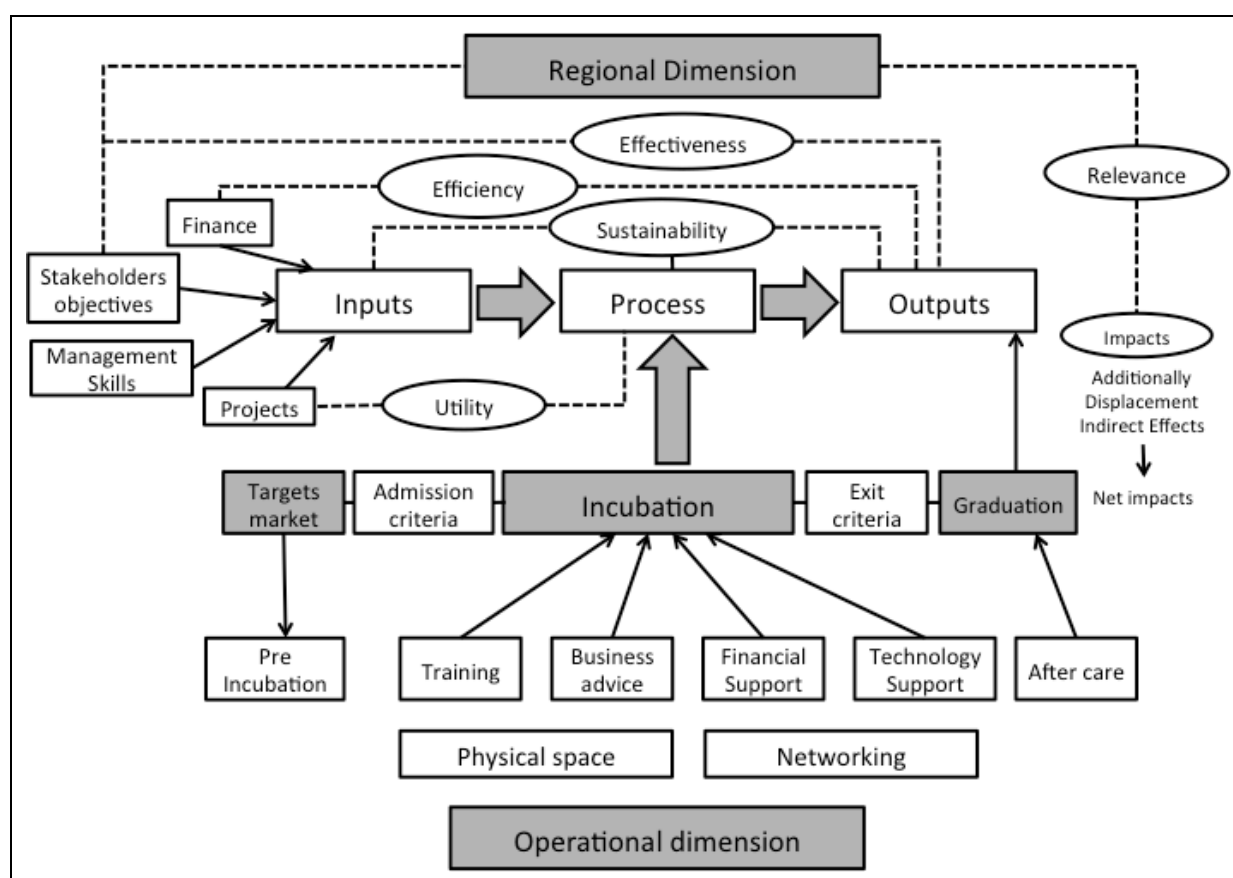 Regional Dimension
Effectiveness
Efficiency
Relevance
Finance
Sustainability
Stakeholders
objectives
Inputs
Process
Outputs
Management
Skills
Impacts
Projects
Utility
Additionally
Displacement
Indirect Effects
Targets
market
Admission
criteria
Incubation
Exit
criteria
Graduation
Net impacts
Pre
Incubation
Training
Business
advice
Financial
Support
Technology
Support
After care
Physical space
Networking
Operational dimension